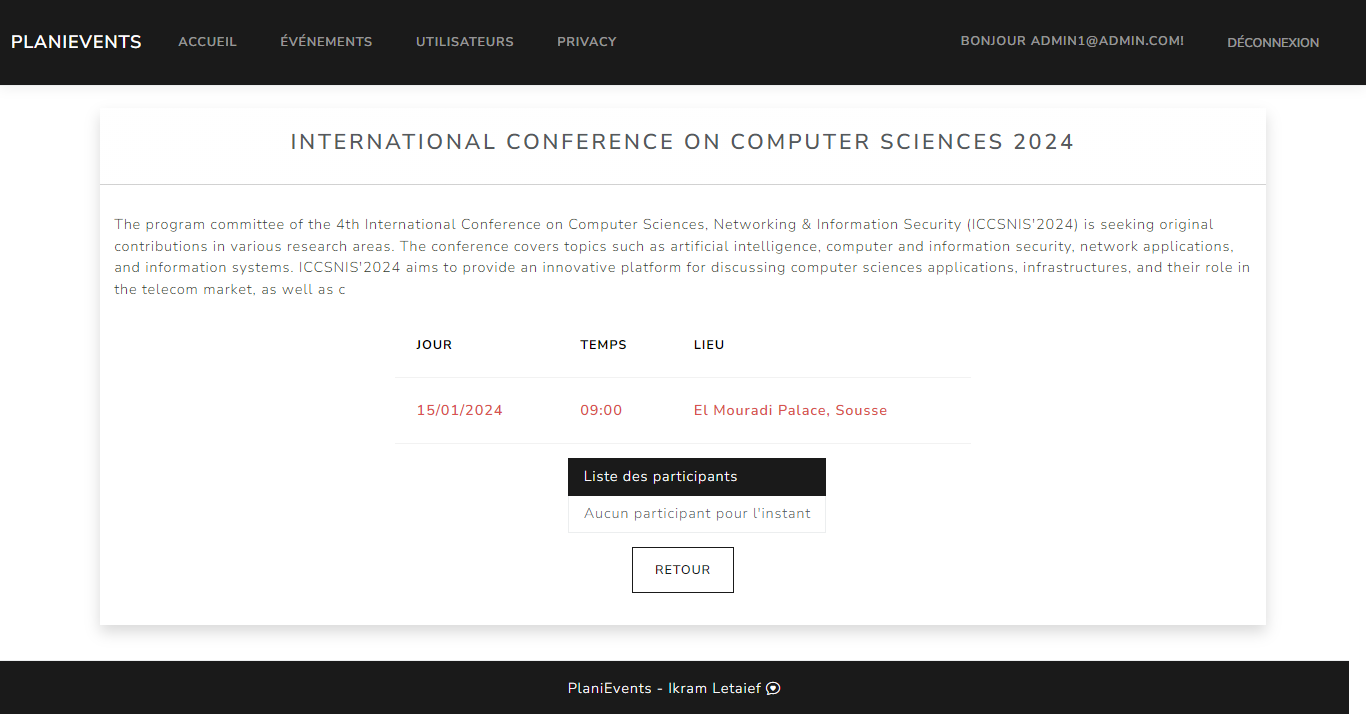 PLANIEVENTS ACCUEIL ÉVÉNEMENTS UTILISATEURS PRIVACY BONJOUR ADMIN1@ADMIN.COM! DÉCONNEXION
INTERNATIONAL CONFERENCE ON COMPUTER SCIENCES 2024
The program committee of the 4th International Conference on Computer Sciences, Networking & Information Security (ICCSNIS'2024) is seeking original
contributions in various research areas. The conference covers topics such as artificial intelligence, computer and information security, network applications,
and information systems. ICCSNIS'2024 aims to provide an innovative platform for discussing computer sciences applications, infrastructures, and their role in
the telecom market, as well as c
JOUR TEMPS LIEU
15/01/2024 09:00 El Mouradi Palace, Sousse
Liste des participants
Aucun participant pour l'instant
RETOUR
PlaniEvents - Ikram Letaief